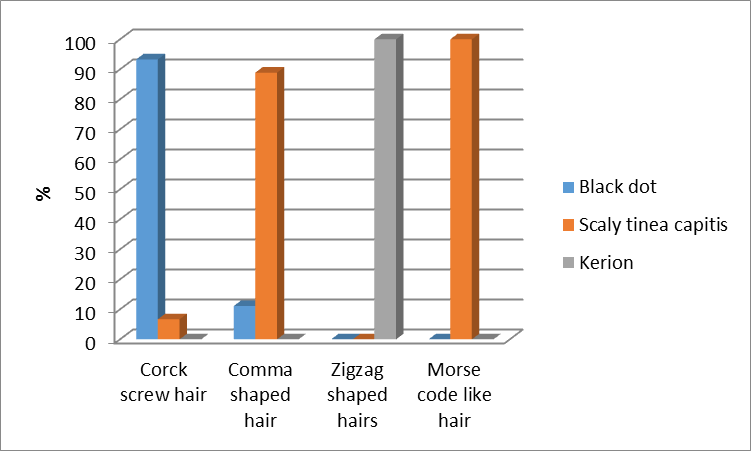 100
90
80
70
60
50
40
30
20
10
0
%
Corck
screw hair
Comma
shaped
hair
Zigzag
shaped
hairs
Morse
code like
hair
Black dot
Scaly tinea capitis
Kerion